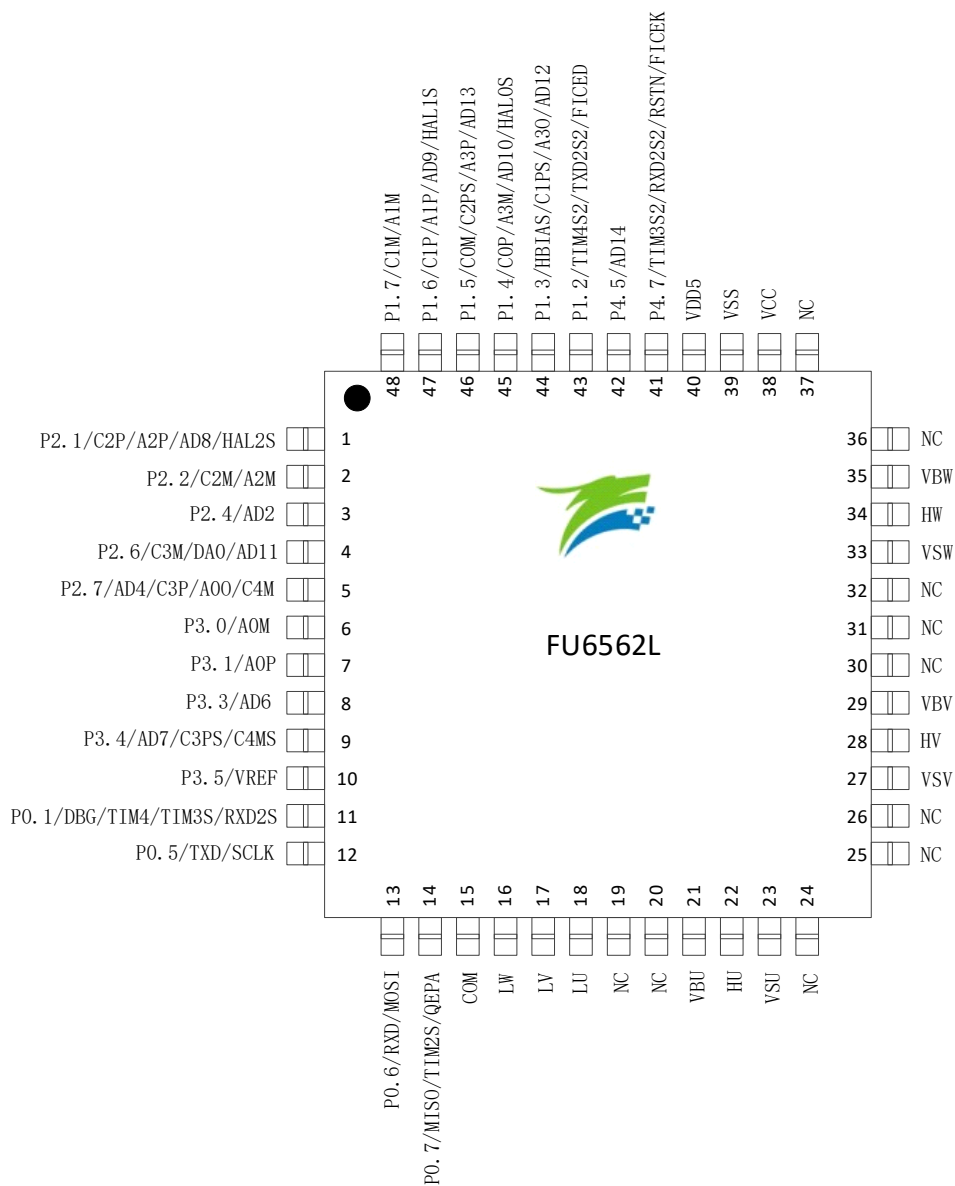 P1.7/C1M/A1M
P1.6/C1P/A1P/AD9/HAL1S
P1.5/C0M/C2PS/A3P/AD13
P1.4/C0P/A3M/AD10/HAL0S
P1.3/HBIAS/C1PS/A3O/AD12
P1.2/TIM4S2/TXD2S2/FICED
P4.5/AD14
P4.7/TIM3S2/RXD2S2/RSTN/FICEK
VDD5
VSS
VCC
NC
48
47
46
45
44
43
42
41
40
39
38
37
P2.1/C2P/A2P/AD8/HAL2S 1
P2.2/C2M/A2M 2
P2.4/AD2 3
P2.6/C3M/DA0/AD11 4
P2.7/AD4/C3P/A0O/C4M 5
P3.0/A0M 6
P3.1/A0P 7
P3.3/AD6 8
P3.4/AD7/C3PS/C4MS 9
P3.5/VREF 10
P0.1/DBG/TIM4/TIM3S/RXD2S 11
P0.5/TXD/SCLK 12
FU6562L
36 NC
35 VBW
34 HW
33 VSW
32 NC
31 NC
30 NC
29 VBV
28 HV
27 VSV
26 NC
25 NC
13
14
15
16
17
18
19
20
21
22
23
24
P0.6/RXD/MOSI
P0.7/MISO/TIM2S/QEPA
COM
LW
LV
LU
NC
NC
VBU
HU
VSU
NC